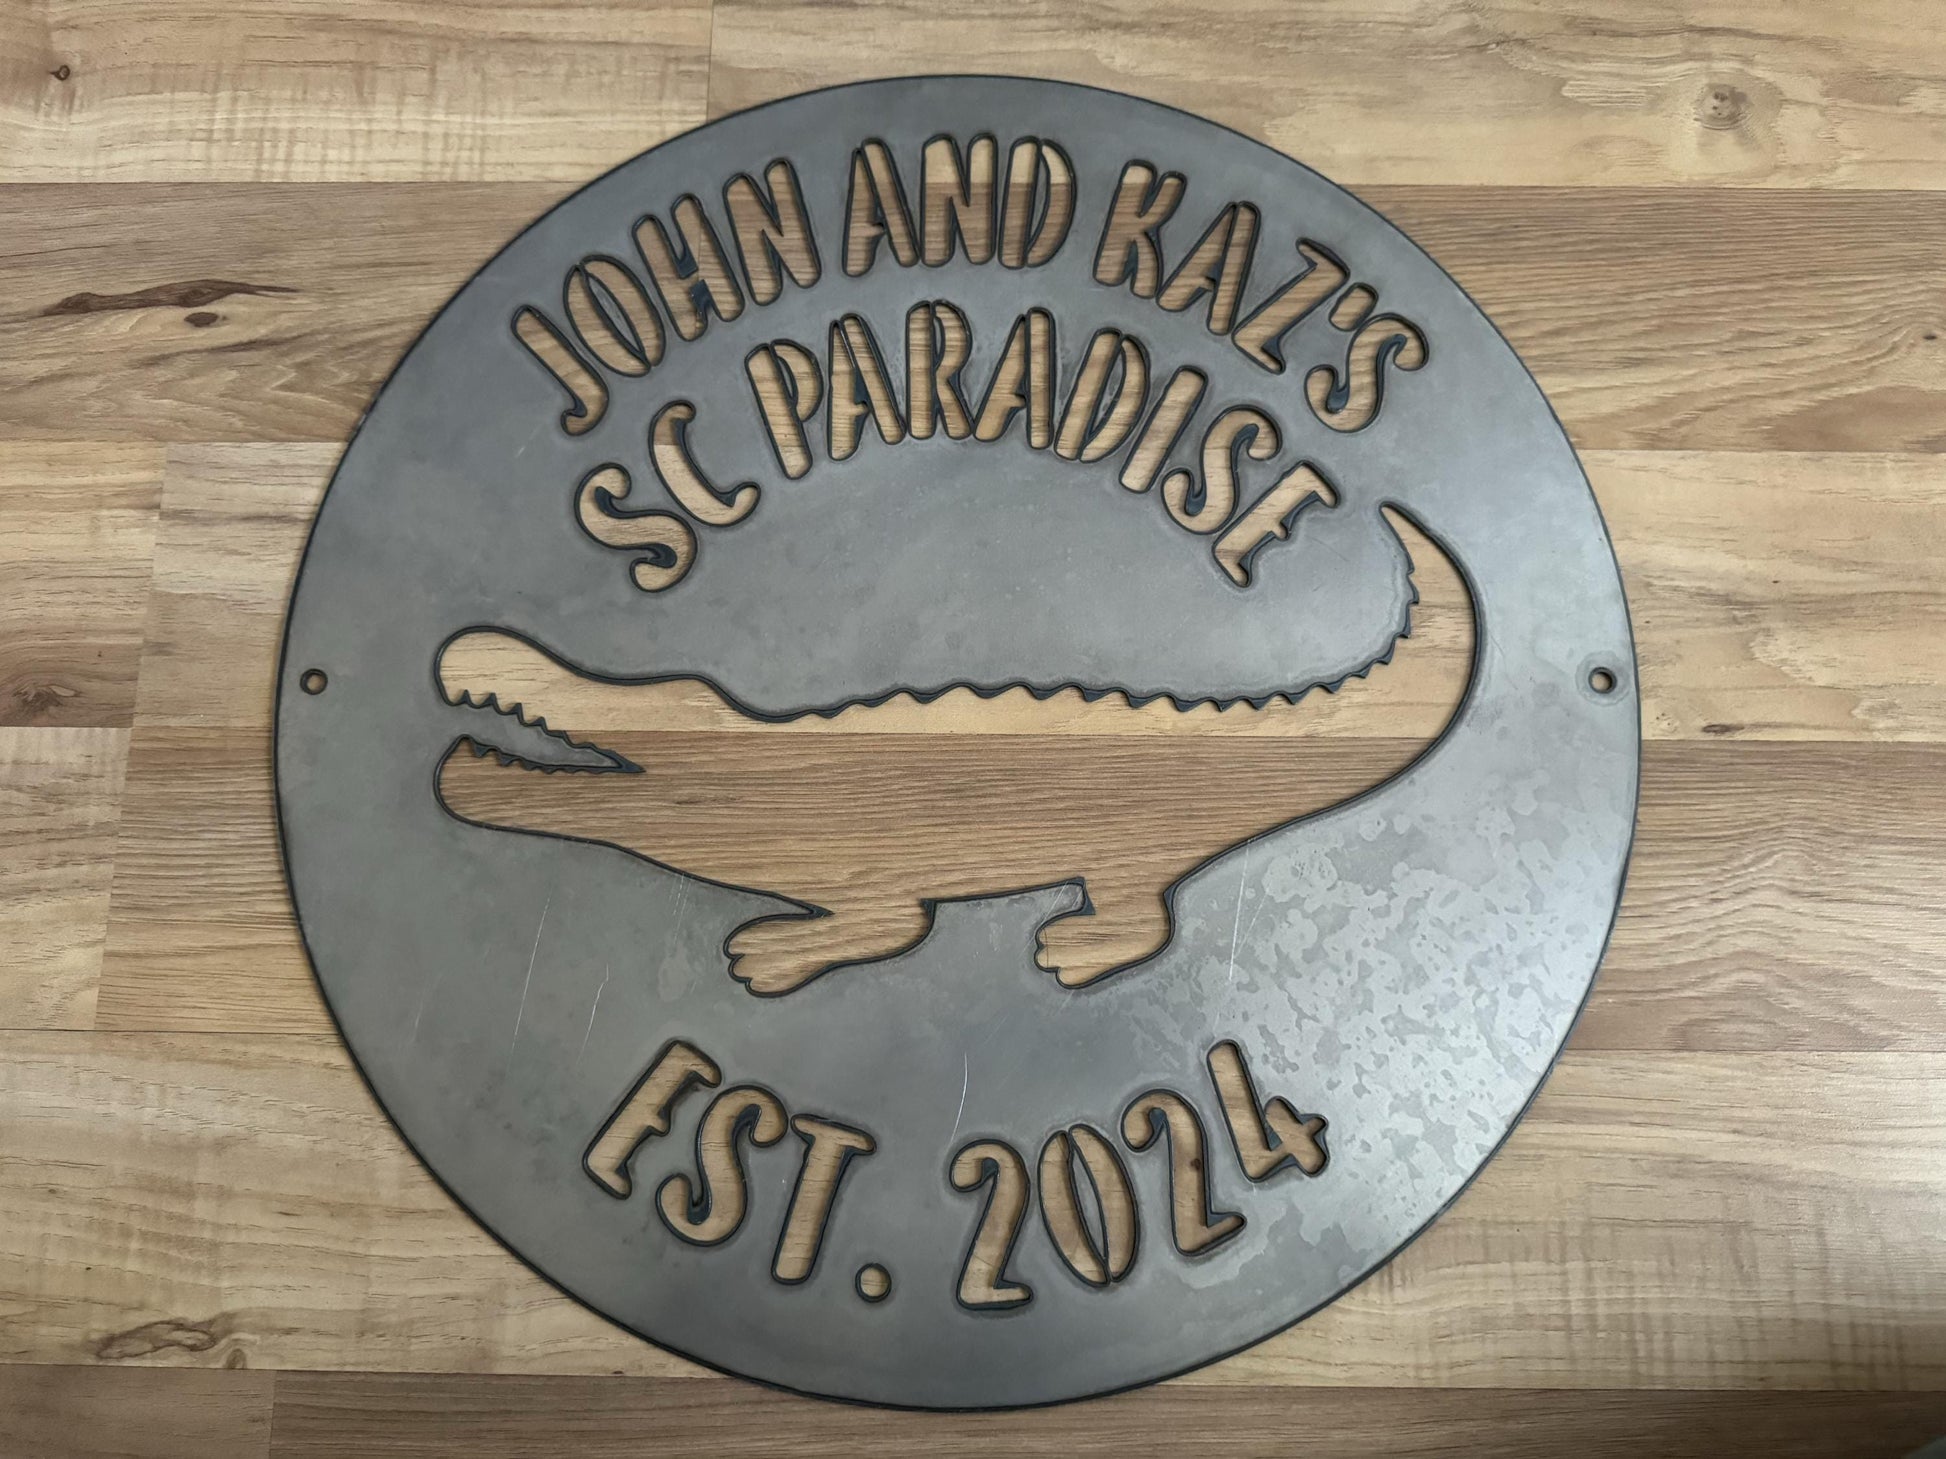 JOHN AND KAZ'S
SC PARADISE
EST. 2024